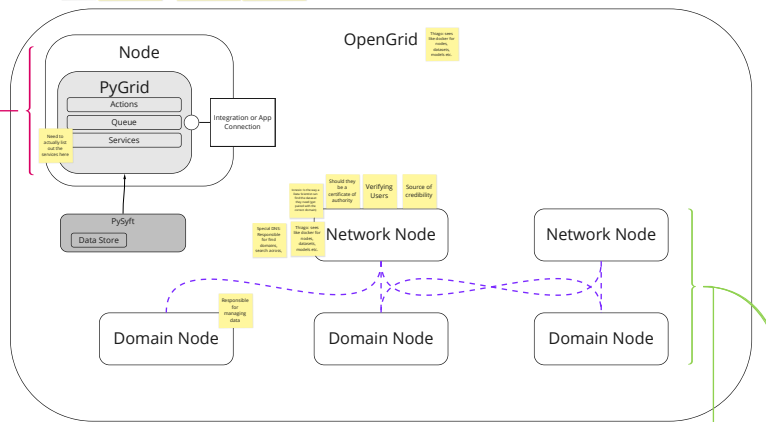 OpenGrid
Thiago: sees
like docker for
nodes,
datasets,
models etc.
Node
PyGrid
Actions
Queue
Services
Integration or App
Connection
Need to
actually list
out the
services here
PySyft
Data Store
Should they
be a
certificate of
authority
Verifying
Users
Source of
credibility
Special DNS:
Responsible
for find
domains,
search across,
Thiago: sees
like docker for
nodes,
datasets,
models etc.
Network Node
Network Node
Responsible
for
managing
data
Domain Node
Domain Node
Domain Node